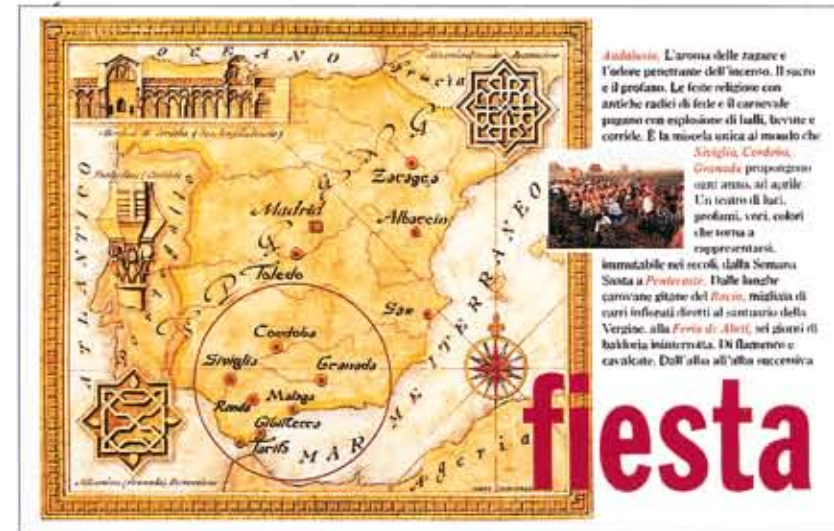 OCEANO
Francia
ATLANTICO
Portogallo
SPAGNA
Zaragoza
Madrid
Albarcin
Toledo
San
Cordoba
Siviglia
Granada
Ronda
Malaga
Gibilterra
Tarifa
MAR MEDITERRANEO
Algeria
Andalusia. L'aroma delle zagare e
l'odore penetrante dell'incenso. Il sacro
e il profano. Le feste religiose con
antiche radici di fede e il carnevale
pagano con esplosione di balli, bevute e
corride. È la miscela unica al mondo che
Siviglia, Cordoba,
Granada propongono
ogni anno, ad aprile.
Un teatro di luci,
profumi, voci, colori
che torna a
rappresentarsi,
immutabile nei secoli, dalla Semana
Santa a Pentecoste. Dalle lunghe
carovane gitane del Rocio, migliaia di
carri infiorati diretti al santuario della
Vergine, alla Feria de Abril, sei giorni di
baldoria ininterrotta. Di flamenco e
cavalcate. Dall'alba all'alba successiva
fiesta